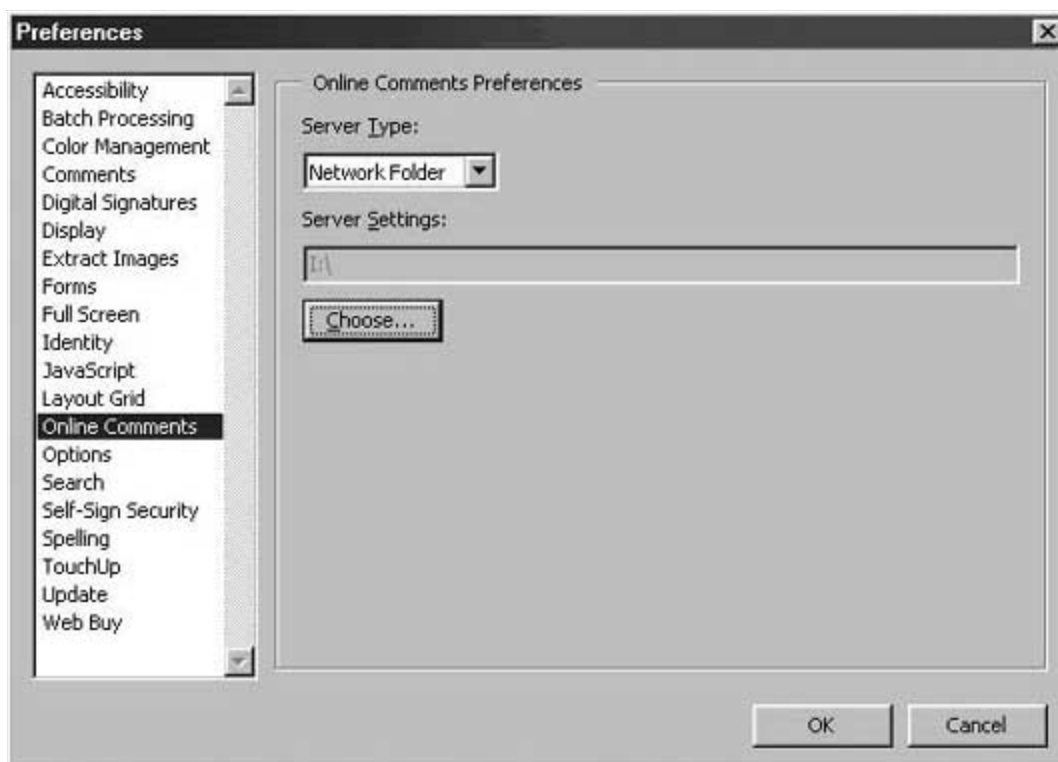 Preferences
Accessibility
Batch Processing
Color Management
Comments
Digital Signatures
Display
Extract Images
Forms
Full Screen
Identity
JavaScript
Layout Grid
Online Comments
Options
Search
Self-Sign Security
Spelling
TouchUp
Update
Web Buy
Online Comments Preferences
Server Type:
Network Folder
Server Settings:
I:\
Choose...
OK
Cancel